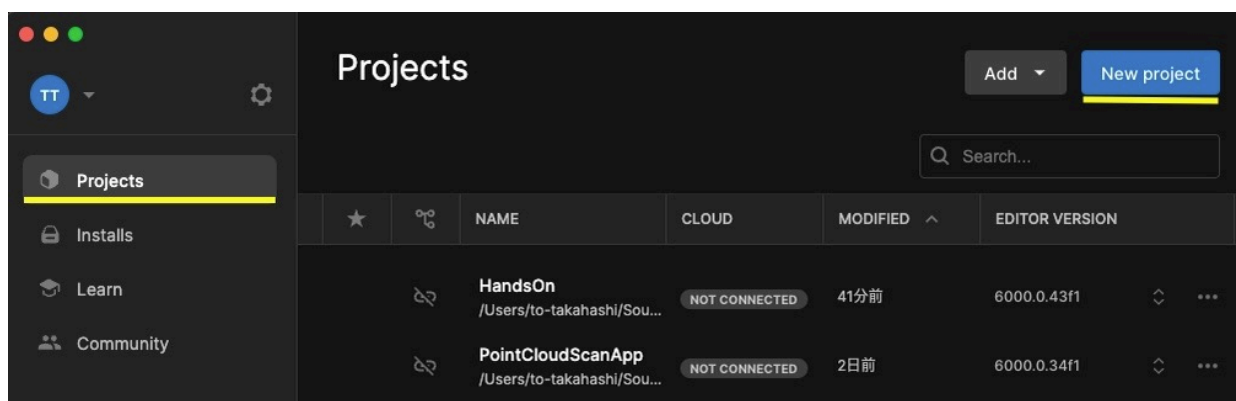 Projects
Add
New project
TT
Search...
Projects
Installs
Learn
Community
NAME
CLOUD
MODIFIED
EDITOR VERSION
HandsOn
/Users/to-takahashi/Sou...
NOT CONNECTED
41分前
6000.0.43f1
PointCloudScanApp
/Users/to-takahashi/Sou...
NOT CONNECTED
2日前
6000.0.34f1